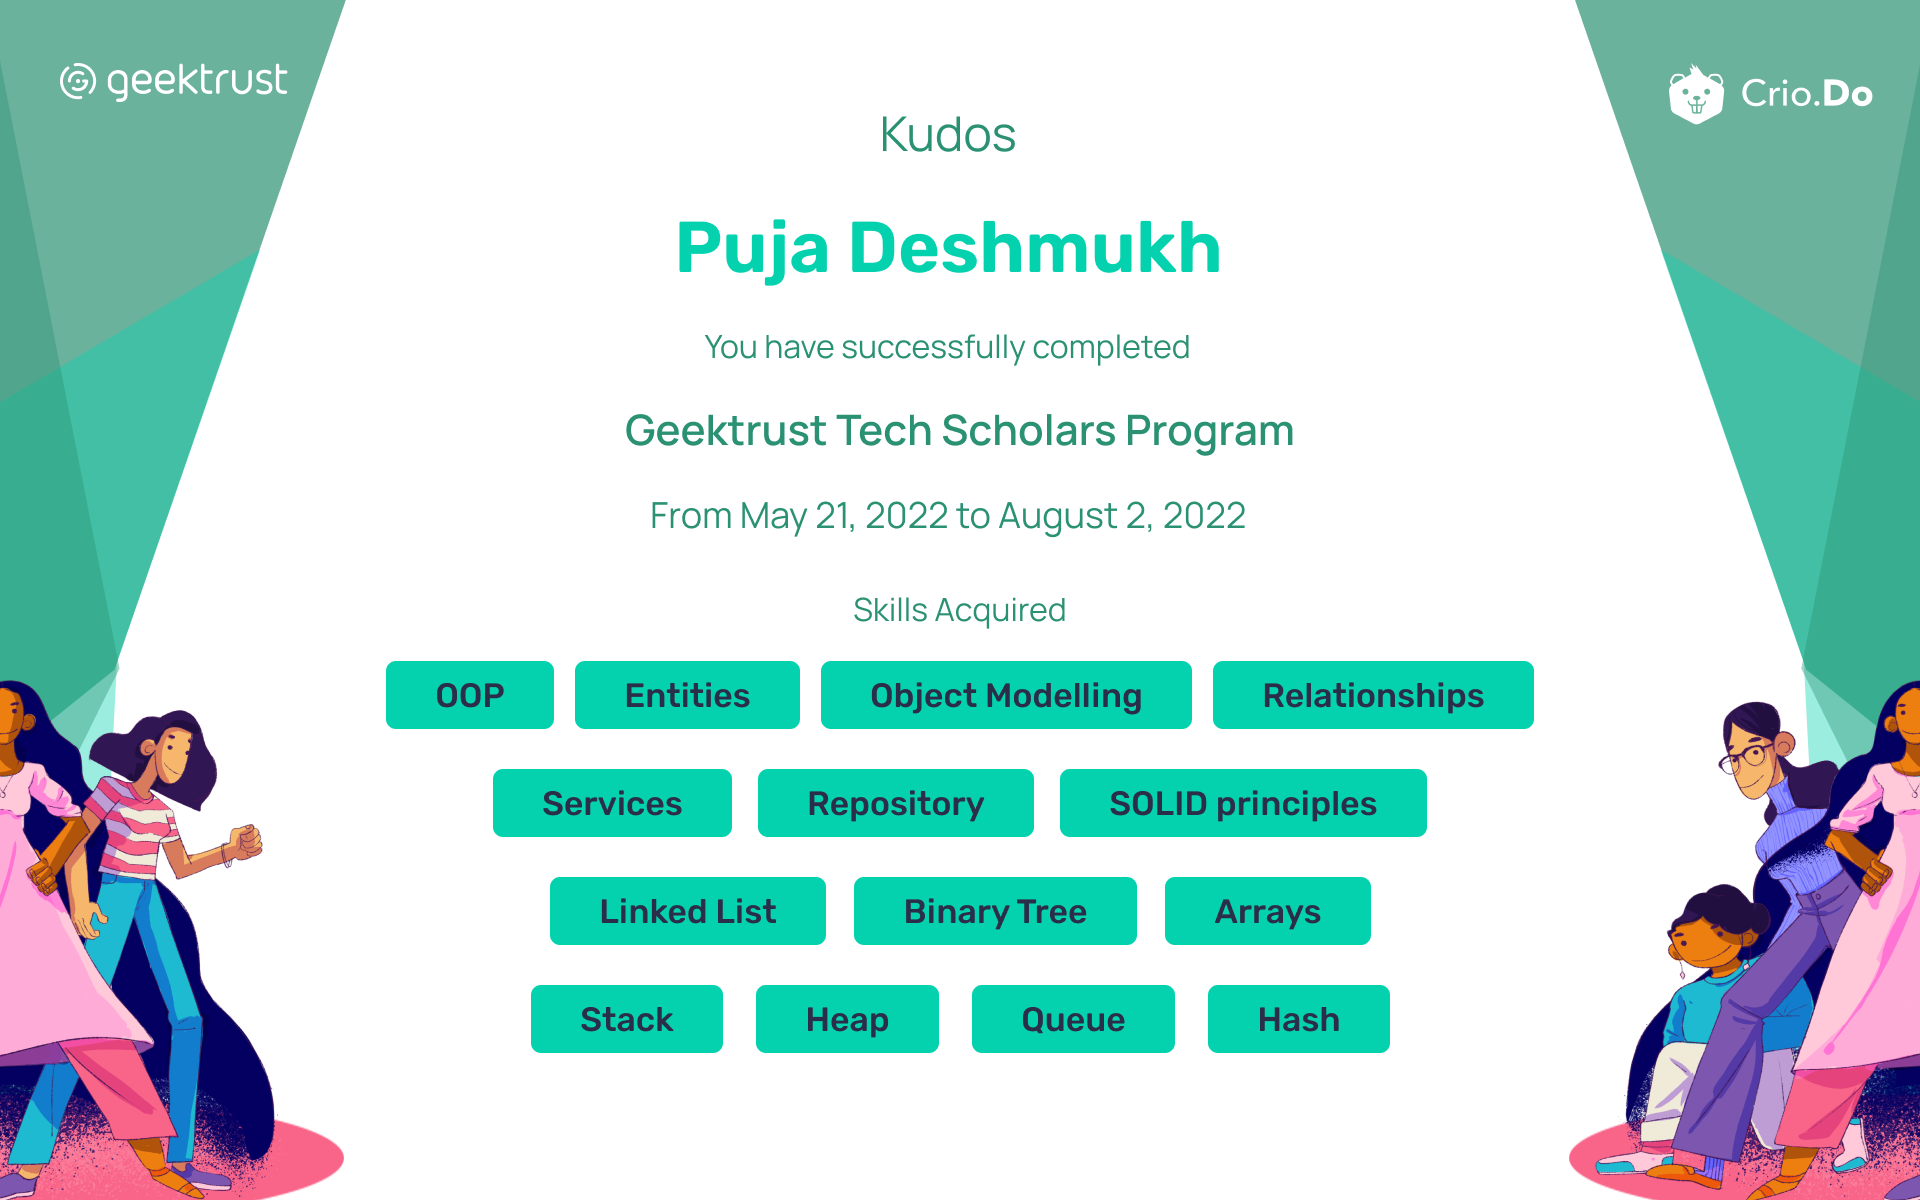 geektrust
Crio.Do
Kudos
Puja Deshmukh
You have successfully completed
Geektrust Tech Scholars Program
From May 21, 2022 to August 2, 2022
Skills Acquired
OOP Entities Object Modelling Relationships
Services Repository SOLID principles
Linked List Binary Tree Arrays
Stack Heap Queue Hash